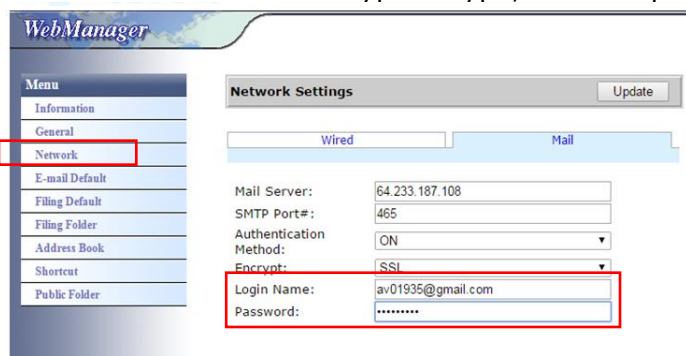 WebManager
Menu
Information
General
Network
E-mail Default
Filing Default
Filing Folder
Address Book
Shortcut
Public Folder
Network Settings
Update
Wired Mail
Mail Server: 64.233.187.108
SMTP Port#: 465
Authentication
Method: ON
Encrypt: SSL
Login Name: av01935@gmail.com
Password: •••••••••